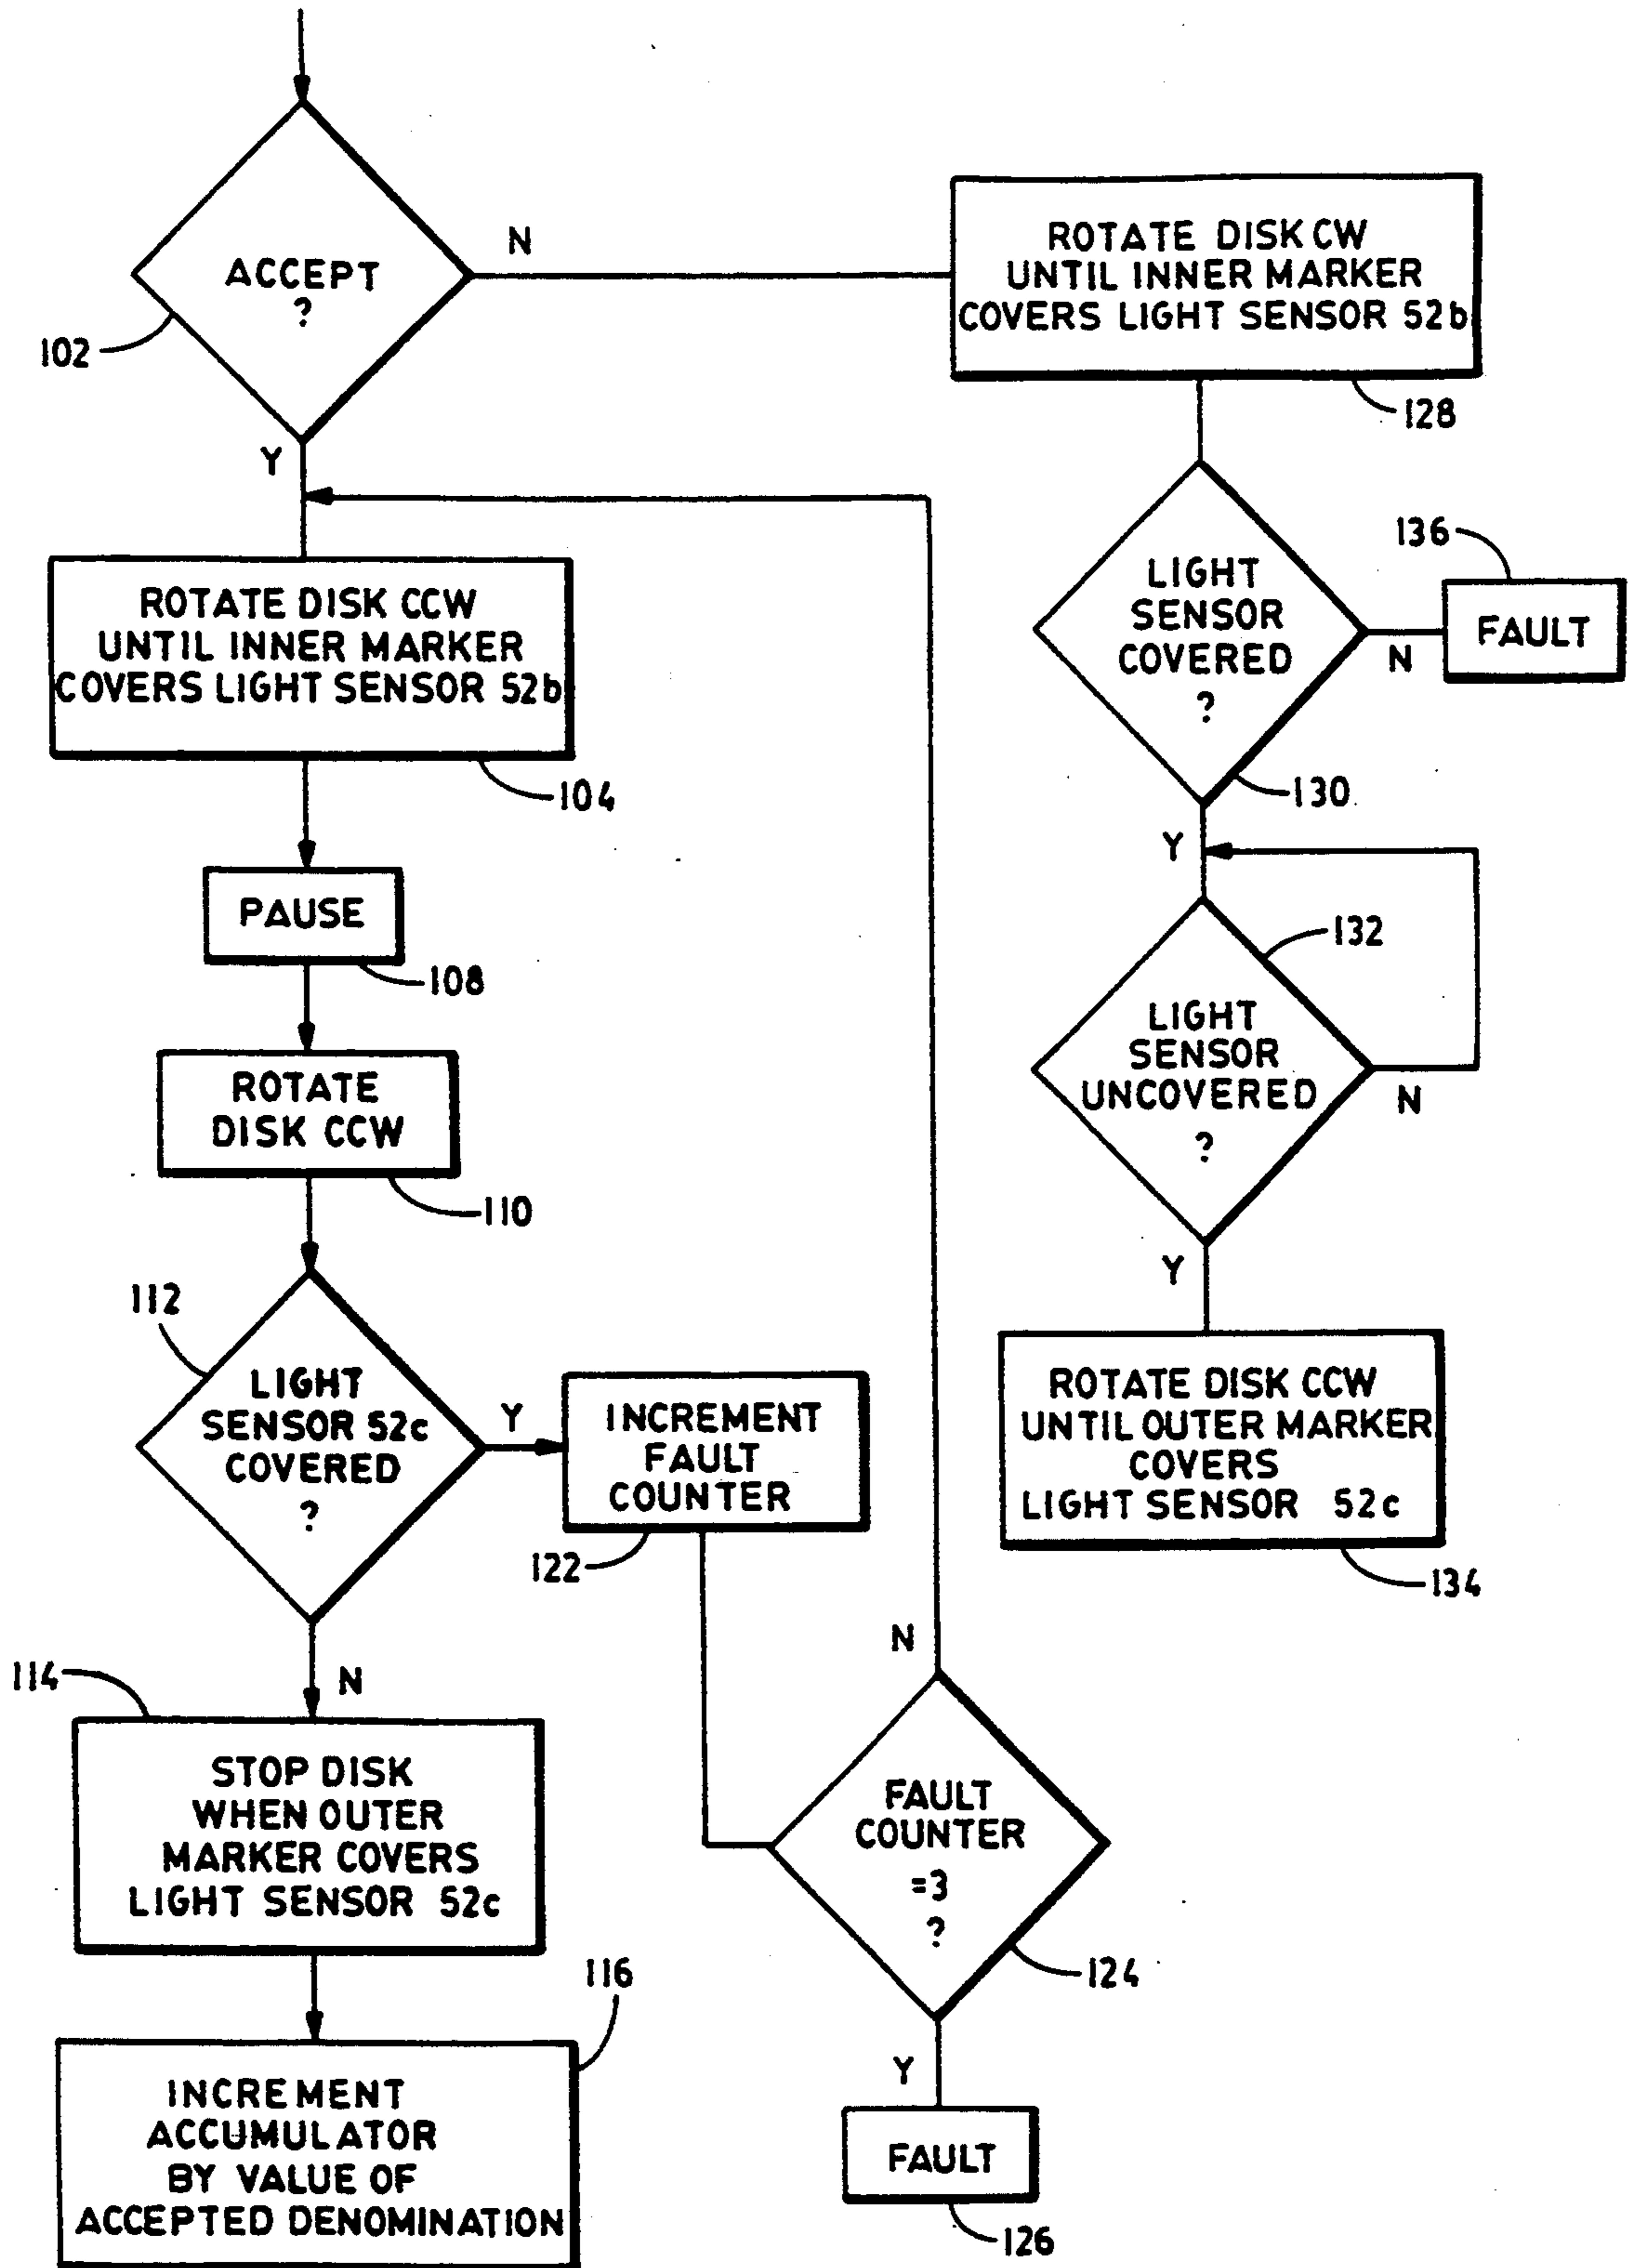 ACCEPT
?
102
N
Y
ROTATE DISK CW
UNTIL INNER MARKER
COVERS LIGHT SENSOR 52b
128
ROTATE DISK CCW
UNTIL INNER MARKER
COVERS LIGHT SENSOR 52b
104
PAUSE
108
ROTATE
DISK CCW
110
112
LIGHT
SENSOR 52c
COVERED
?
Y
N
114
STOP DISK
WHEN OUTER
MARKER COVERS
LIGHT SENSOR 52c
116
INCREMENT
ACCUMULATOR
BY VALUE OF
ACCEPTED DENOMINATION
INCREMENT
FAULT
COUNTER
122
N
FAULT
COUNTER
=3
?
124
Y
FAULT
126
LIGHT
SENSOR
COVERED
?
130
N
136
FAULT
Y
132
LIGHT
SENSOR
UNCOVERED
?
N
Y
ROTATE DISK CCW
UNTIL OUTER MARKER
COVERS
LIGHT SENSOR 52c
134